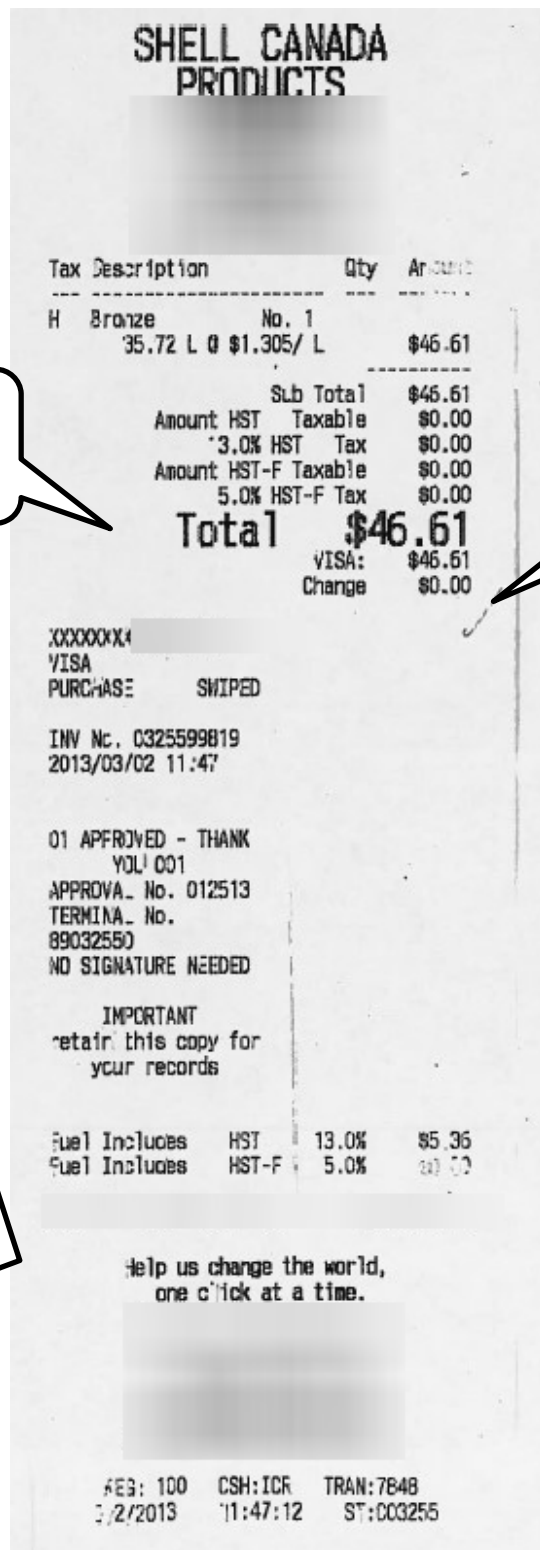 SHELL CANADA
PRODUCTS
Tax Description Qty Amount
H Bronze No. 1
35.72 L @ $1.305/ L $46.61
Sub Total $46.61
Amount HST Taxable $0.00
13.0% HST Tax $0.00
Amount HST-F Taxable $0.00
5.0% HST-F Tax $0.00
Total $46.61
VISA: $46.61
Change $0.00
VISA
PURCHASE SWIPED
INV No. 0325599819
2013/03/02 11:47
01 APPROVED - THANK
YOU 001
APPROVAL No. 012513
TERMINAL No.
89032550
NO SIGNATURE NEEDED
IMPORTANT
retain this copy for
your records
Fuel Includes HST 13.0% $5.36
Fuel Includes HST-F 5.0% $0.00
Help us change the world,
one click at a time.
REG: 100 CSH:ICR TRAN:7848
3/2/2013 11:47:12 ST:C03255